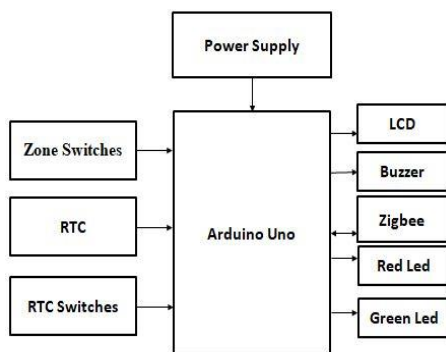 Power Supply
LCD
Zone Switches
Buzzer
RTC
Arduino Uno
Zigbee
Red Led
RTC Switches
Green Led